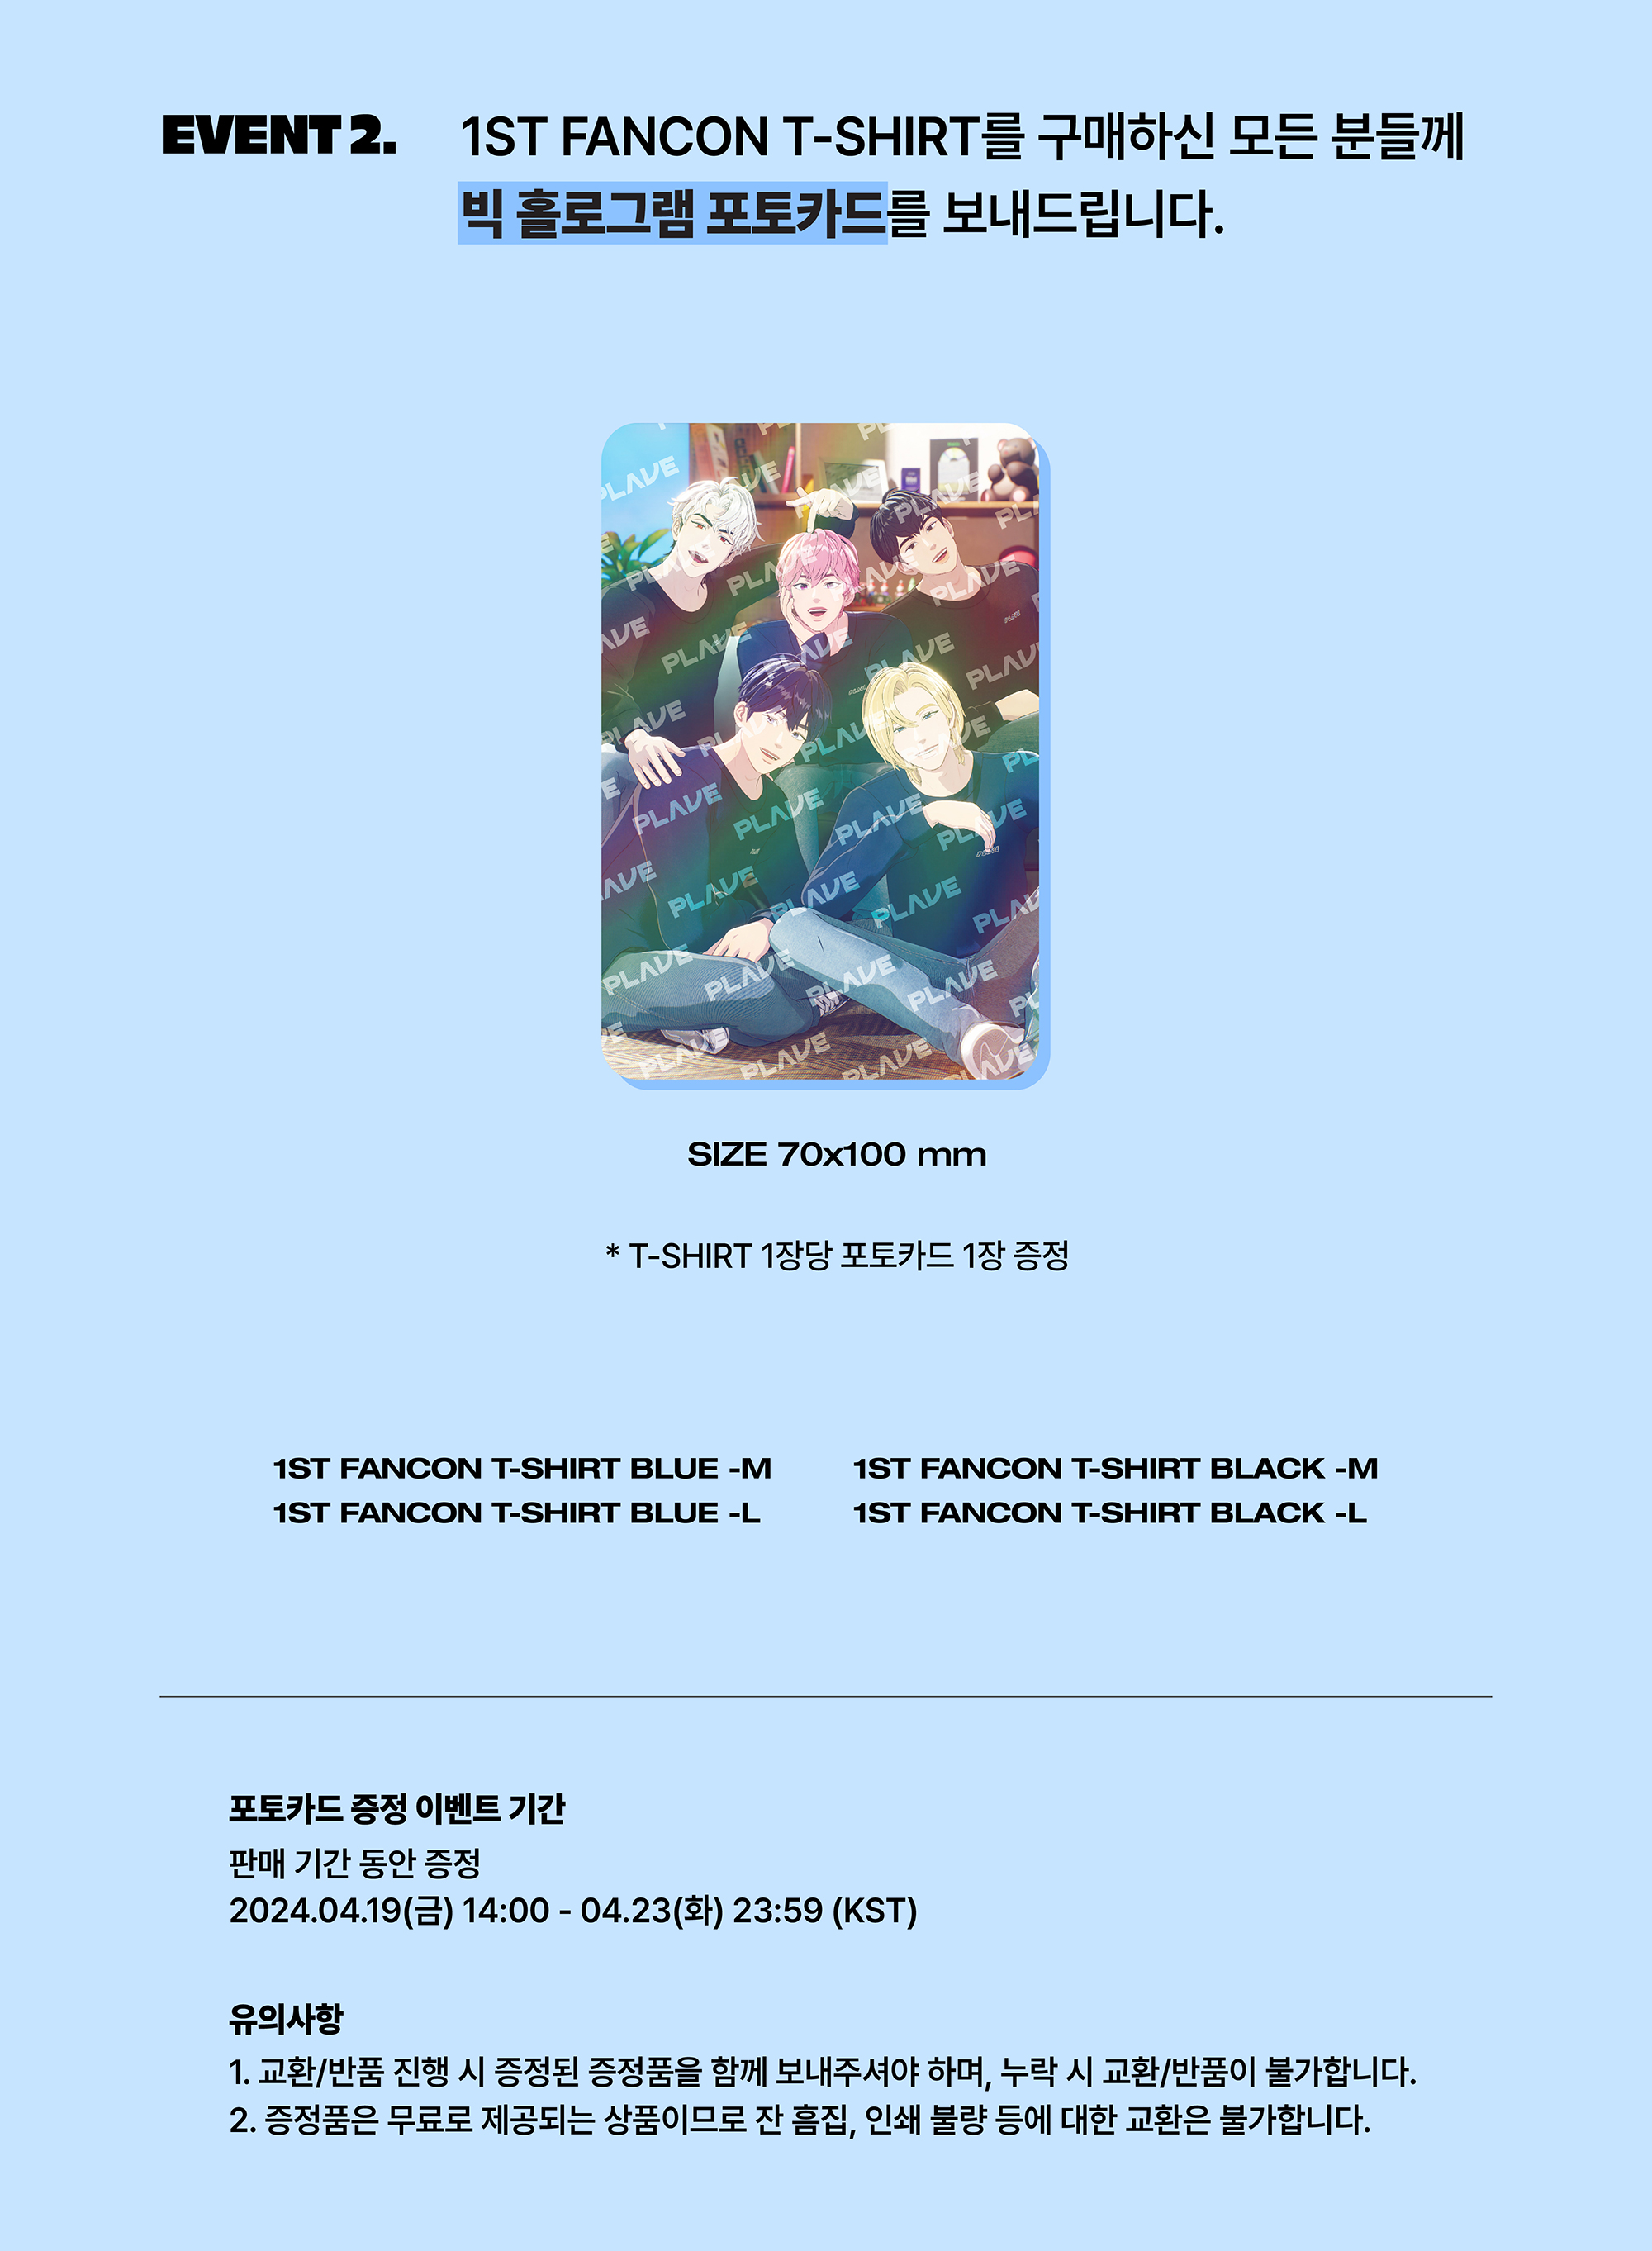 EVENT 2. 1ST FANCON T-SHIRT를 구매하신 모든 분들께
빅 홀로그램 포토카드를 보내드립니다.
PLAVE
SIZE 70x100 mm
* T-SHIRT 1장당 포토카드 1장 증정
1ST FANCON T-SHIRT BLUE -M
1ST FANCON T-SHIRT BLUE -L
1ST FANCON T-SHIRT BLACK -M
1ST FANCON T-SHIRT BLACK -L
포토카드 증정 이벤트 기간
판매 기간 동안 증정
2024.04.19(금) 14:00 - 04.23(화) 23:59 (KST)
유의사항
1. 교환/반품 진행 시 증정된 증정품을 함께 보내주셔야 하며, 누락 시 교환/반품이 불가합니다.
2. 증정품은 무료로 제공되는 상품이므로 잔 흠집, 인쇄 불량 등에 대한 교환은 불가합니다.